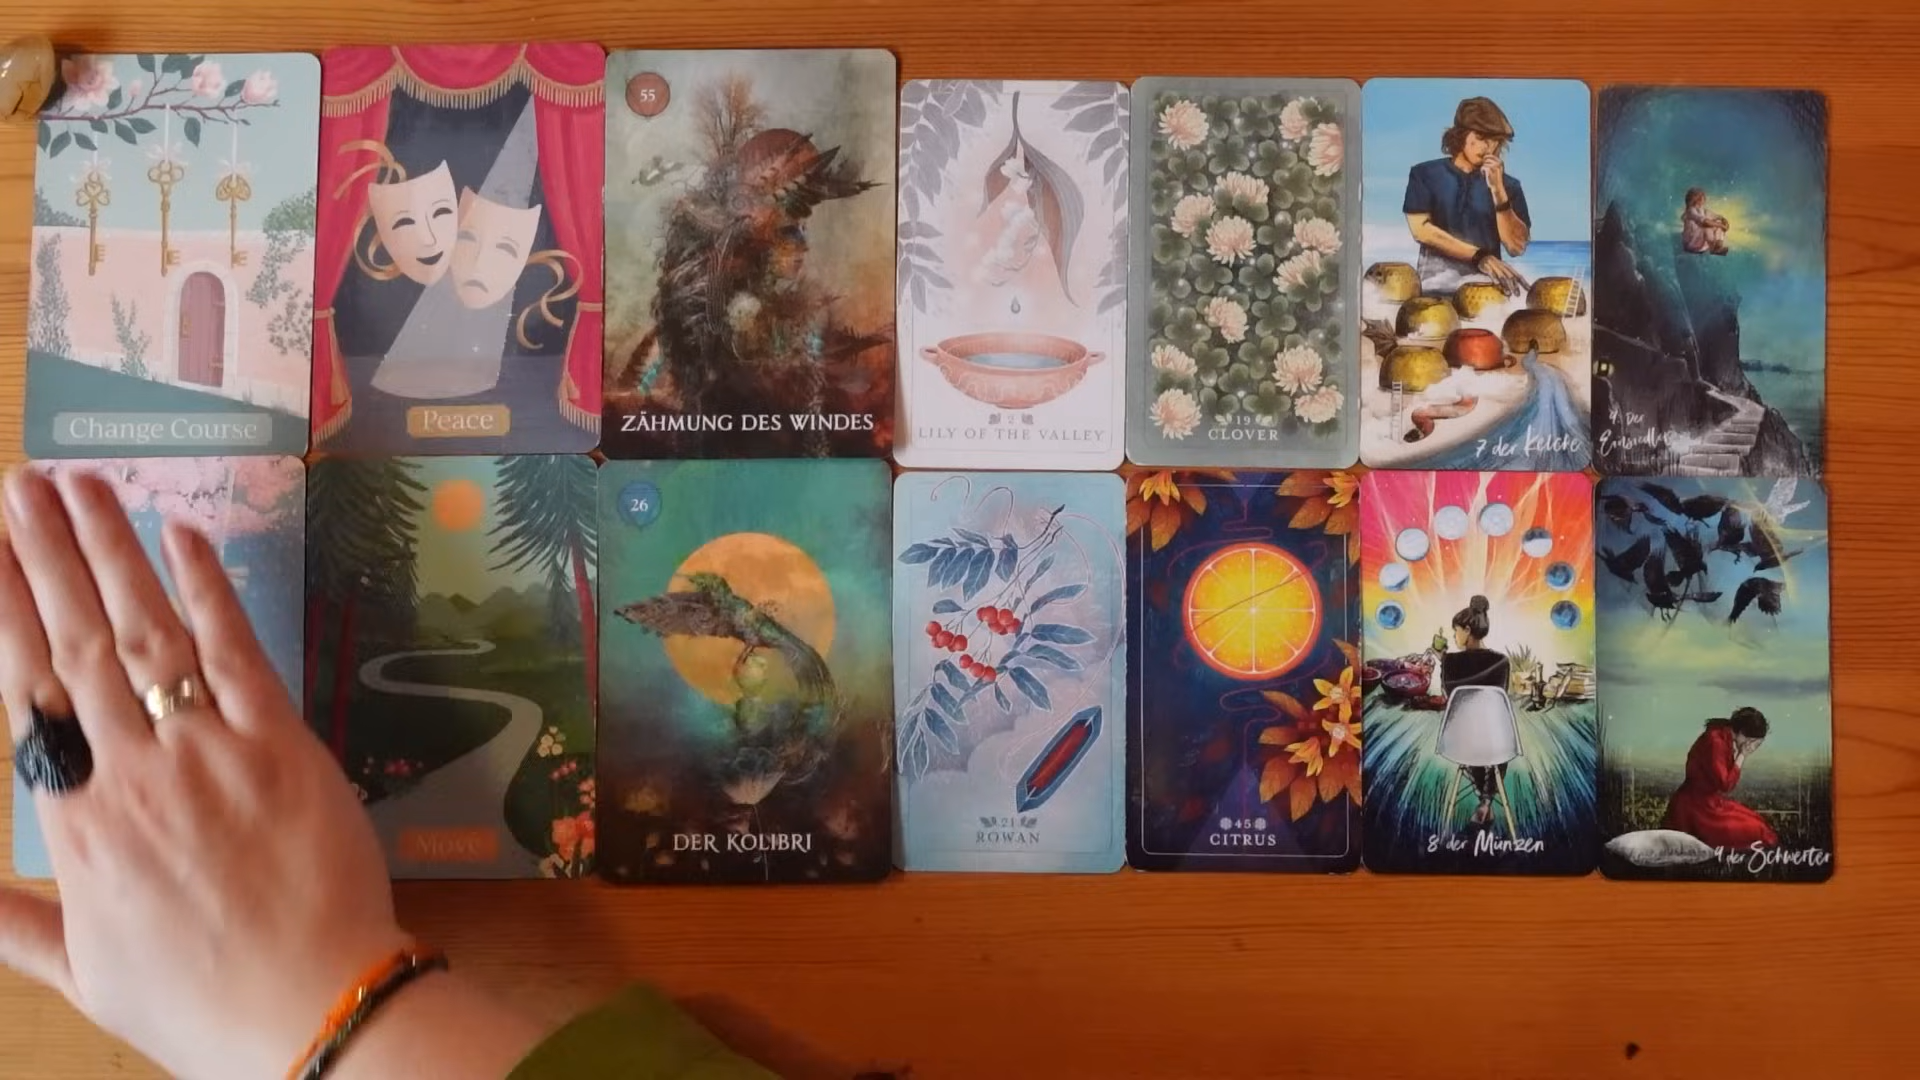 Change Course
Peace
55
ZÄHMUNG DES WINDES
2
LILY OF THE VALLEY
19
CLOVER
7 der Kelche
9. Der
Einsiedler
Move
26
DER KOLIBRI
21
ROWAN
45
CITRUS
8 der Münzen
9 der Schwerter